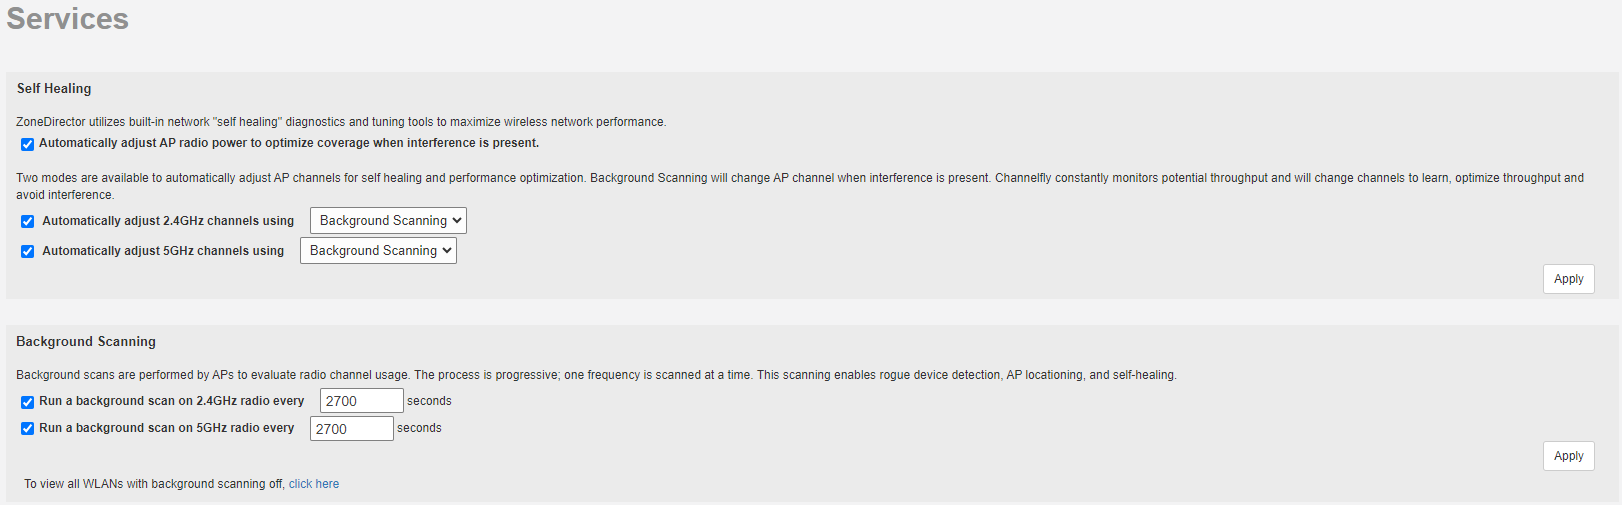 Services
Self Healing
ZoneDirector utilizes built-in network "self healing" diagnostics and tuning tools to maximize wireless network performance.
Automatically adjust AP radio power to optimize coverage when interference is present.
Two modes are available to automatically adjust AP channels for self healing and performance optimization. Background Scanning will change AP channel when interference is present. Channelfly constantly monitors potential throughput and will change channels to learn, optimize throughput and
avoid interference.
Automatically adjust 2.4GHz channels using Background Scanning
Automatically adjust 5GHz channels using Background Scanning
Apply
Background Scanning
Background scans are performed by APs to evaluate radio channel usage. The process is progressive; one frequency is scanned at a time. This scanning enables rogue device detection, AP locationing, and self-healing.
Run a background scan on 2.4GHz radio every 2700 seconds
Run a background scan on 5GHz radio every 2700 seconds
Apply
To view all WLANs with background scanning off, click here